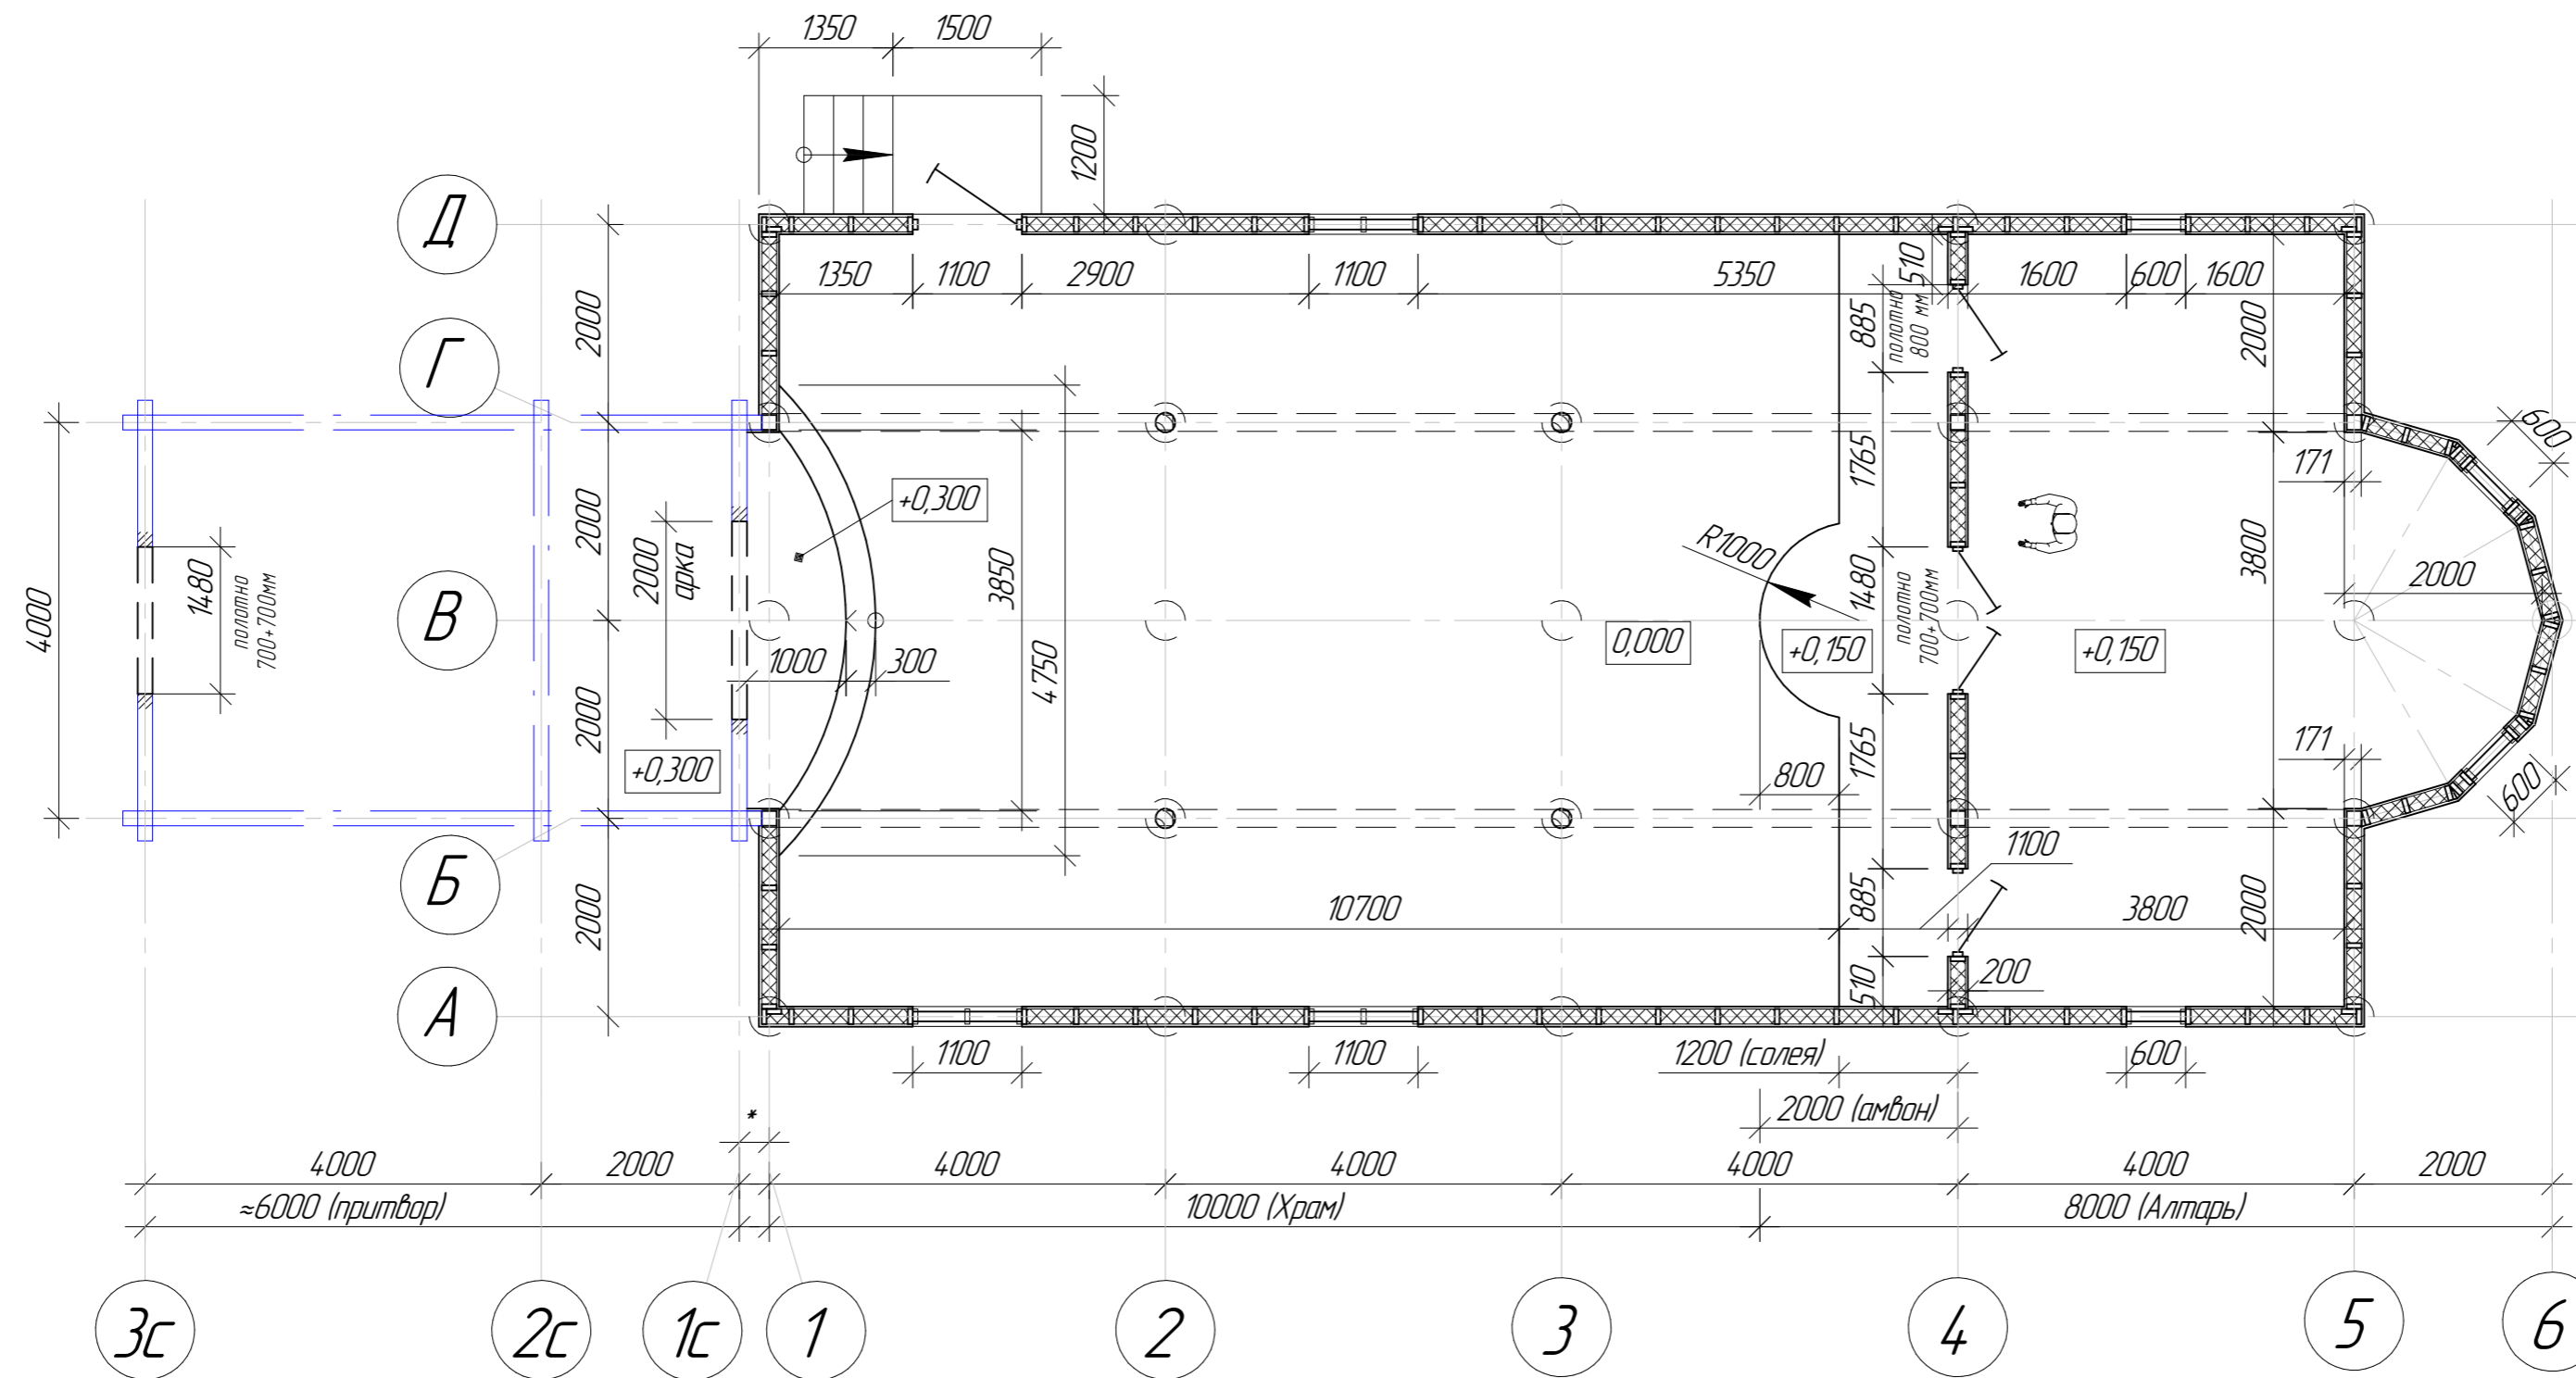 1350 1500
1200
Д
1350 1100 2900 1100 5350 510 1600 600 1600
2000
885
полотно
800 мм
2000
Г
600
1765
171
+0,300
2000
4000
1480
полотно
700+700мм
2000
арка
3850
R1000
1480
полотно
700+700мм
3800
2000
В
0,000
+0,150
+0,150
1000 300
4750
2000
+0,300
800
1765
171
600
Б
1100
2000
10700
885
3800
2000
510
200
А
1100 1100 1200 (солея) 600
*
2000 (амвон)
4000 2000 4000 4000 4000 4000 2000
≈6000 (притвор) 10000 (Храм) 8000 (Алтарь)
3с 2с 1с 1 2 3 4 5 6